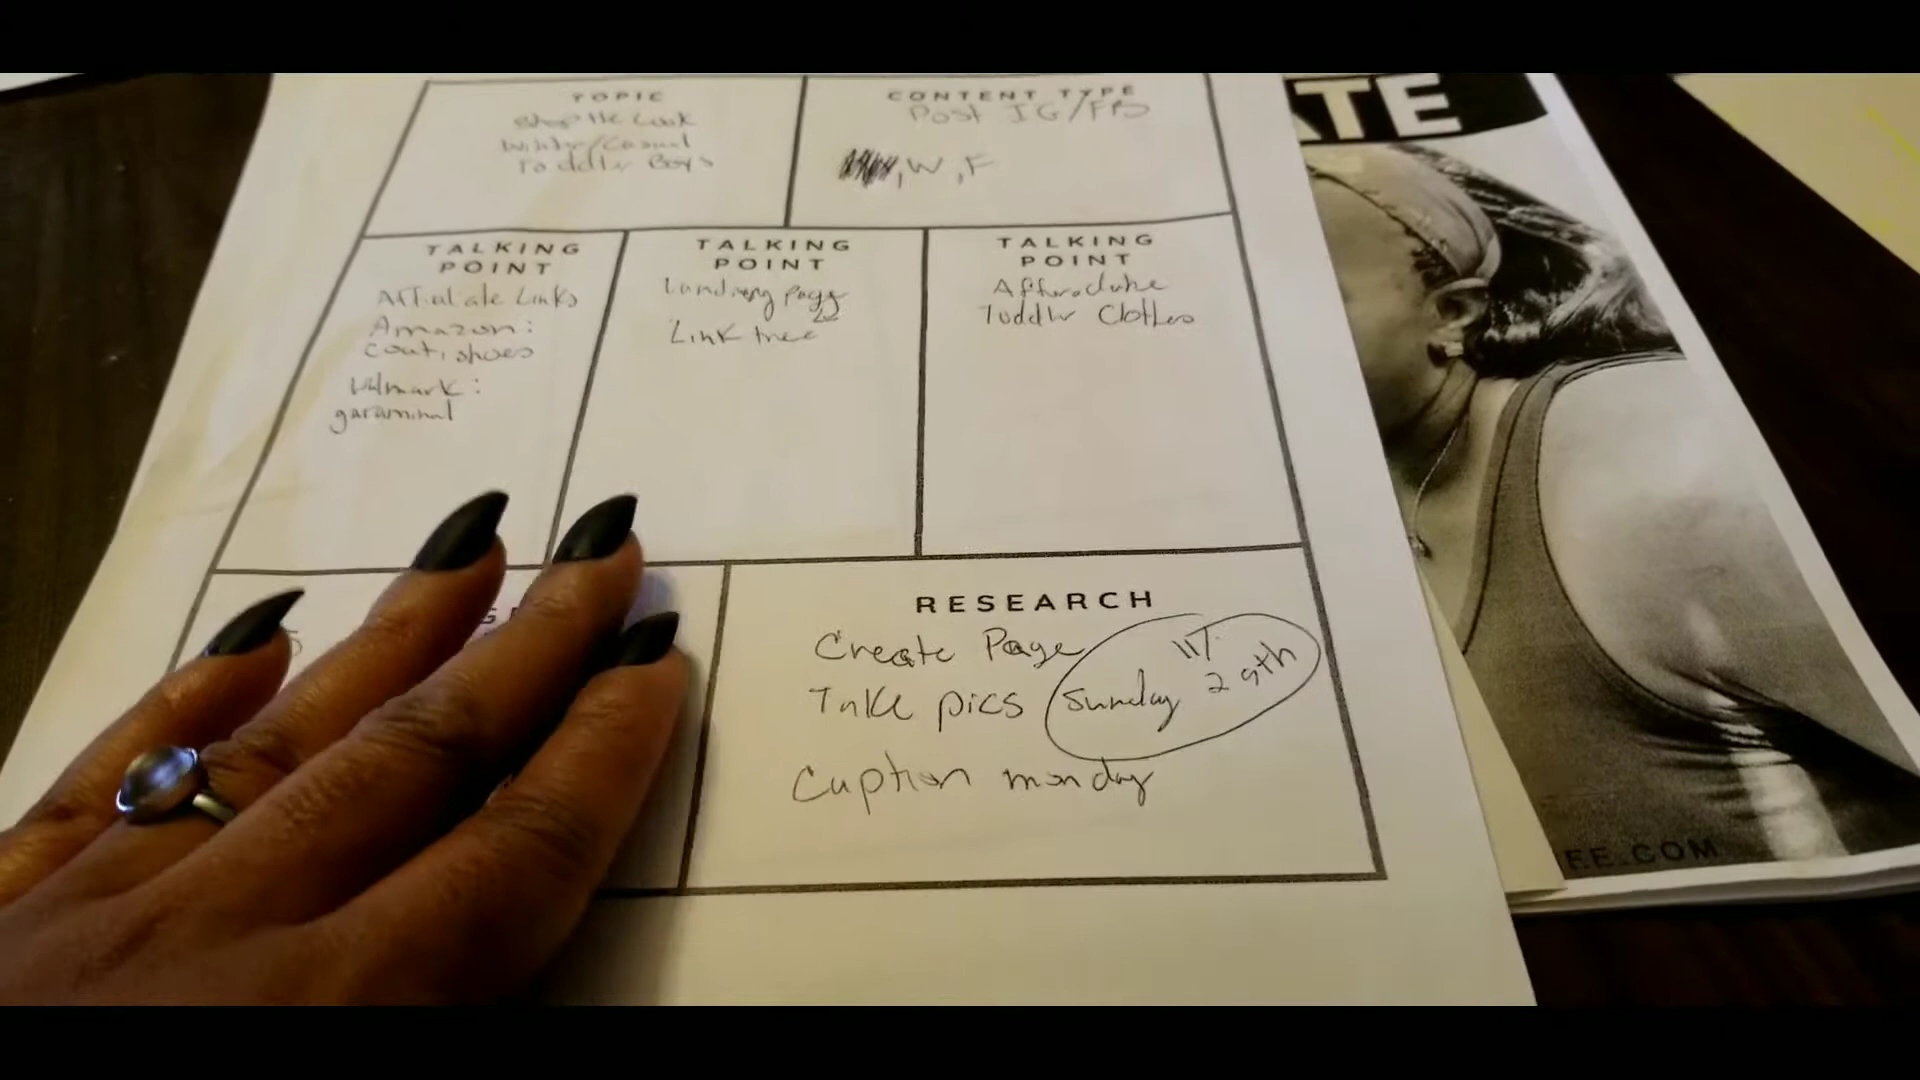 TOPIC
Shop the Look
Winter/Casual
Toddler Boys
CONTENT TYPE
Post IG/FB
, W, F
TALKING
POINT
Affiliate Links
Amazon:
Coat, shoes
garaminal
TALKING
POINT
Landing Page
Link tree
TALKING
POINT
Toddler Clothes
RESEARCH
Create Page
Take pics
Sunday 29th
Caption monday
ATE
EE.COM